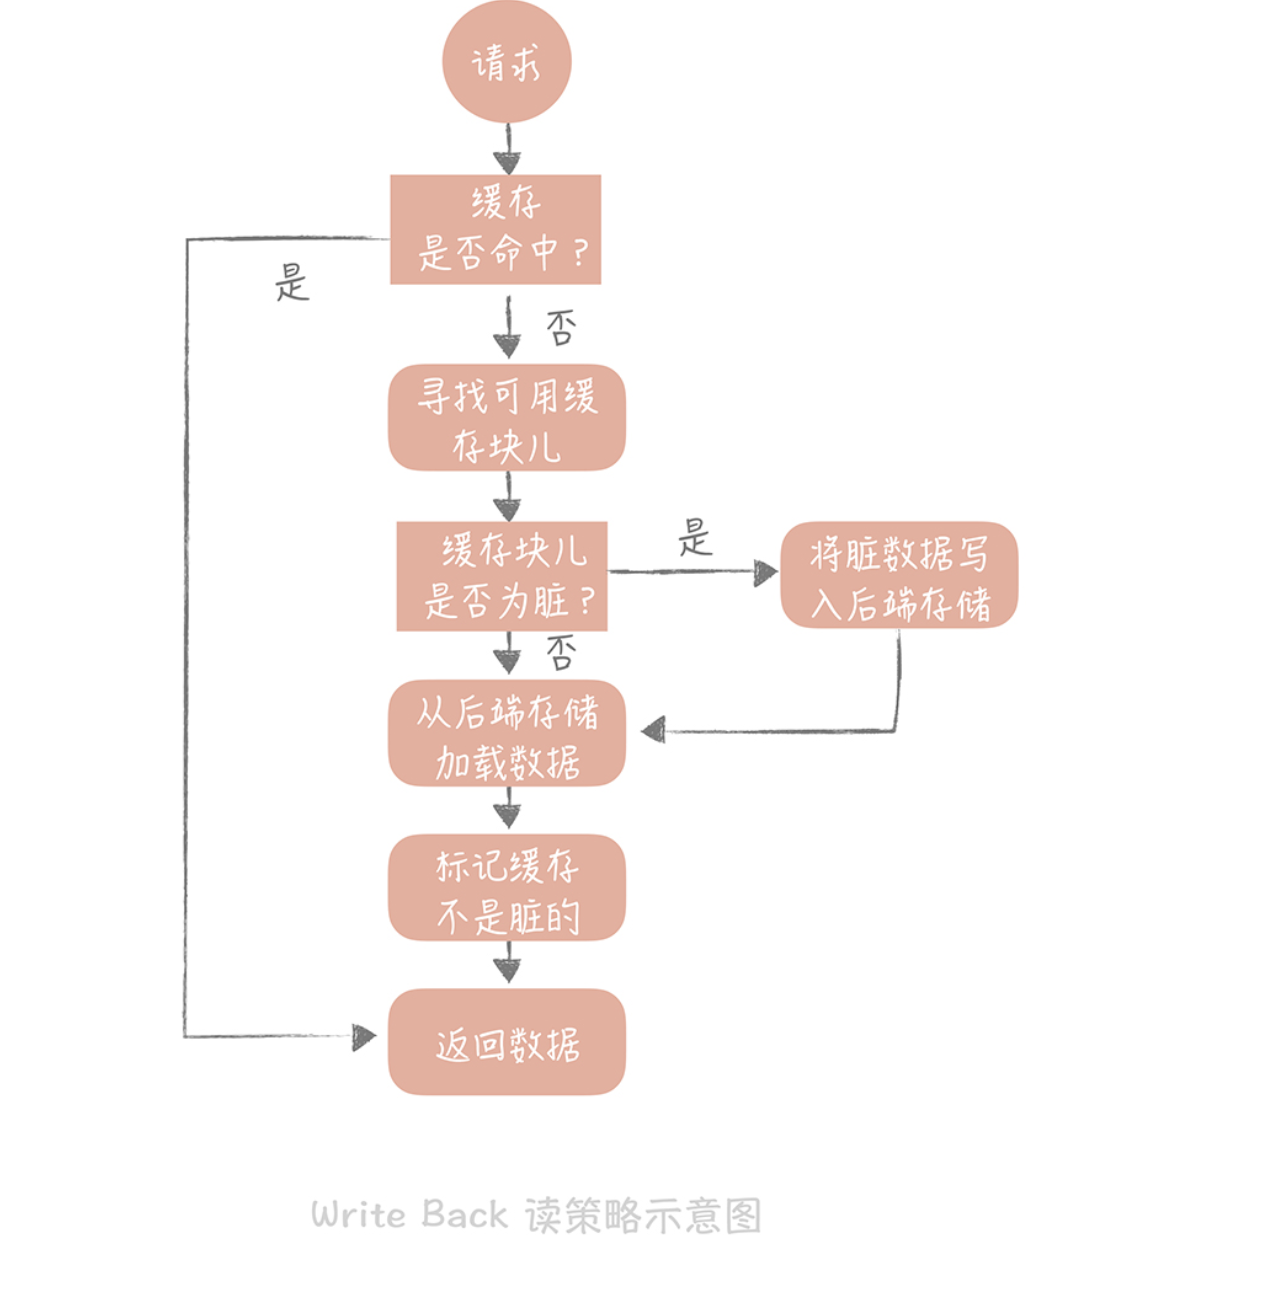 请求
缓存
是否命中？
是
否
寻找可用缓
存块儿
缓存块儿
是否为脏？
是
将脏数据写
入后端存储
否
从后端存储
加载数据
标记缓存
不是脏的
返回数据
Write Back 读策略示意图